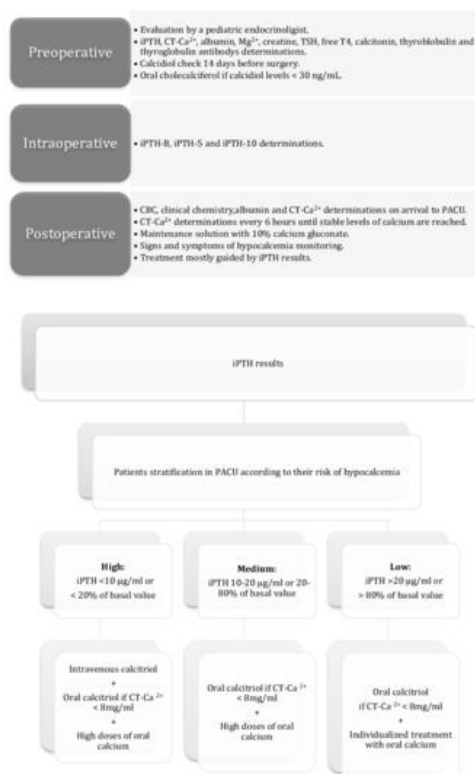 Preoperative
• Evaluation by a pediatric endocrinoligist.
• iPTH, CT-Ca²⁺, albumin, Mg²⁺, creatine, TSH, free T4, calcitonin, thyroblobulin and
thyroglobulin antibodys determinations.
• Calcidiol check 14 days before surgery.
• Oral cholecalciferol if calcidiol levels < 30 ng/mL.
Intraoperative
• iPTH-B, iPTH-5 and iPTH-10 determinations.
Postoperative
• CBC, clinical chemistry,albumin and CT-Ca²⁺ determinations on arrival to PACU.
• CT-Ca²⁺ determinations every 6 hours until stable levels of calcium are reached.
• Maintenance solution with 10% calcium gluconate.
• Signs and symptoms of hypocalcemia monitoring.
• Treatment mostly guided by iPTH results.
iPTH results
Patients stratification in PACU according to their risk of hypocalcemia
High:
iPTH <10 µg/ml or
< 20% of basal value
Medium:
iPTH 10-20 µg/ml or 20-
80% of basal value
Low:
iPTH >20 µg/ml or
> 80% of basal value
Intravenous calcitriol
+
Oral calcitriol if CT-Ca ²⁺
< 8mg/ml
+
High doses of oral
calcium
Oral calcitriol if CT-Ca ²⁺
< 8mg/ml
+
High doses of oral
calcium
Oral calcitriol
if CT-Ca ²⁺ < 8mg/ml
+
Individualized treatment
with oral calcium